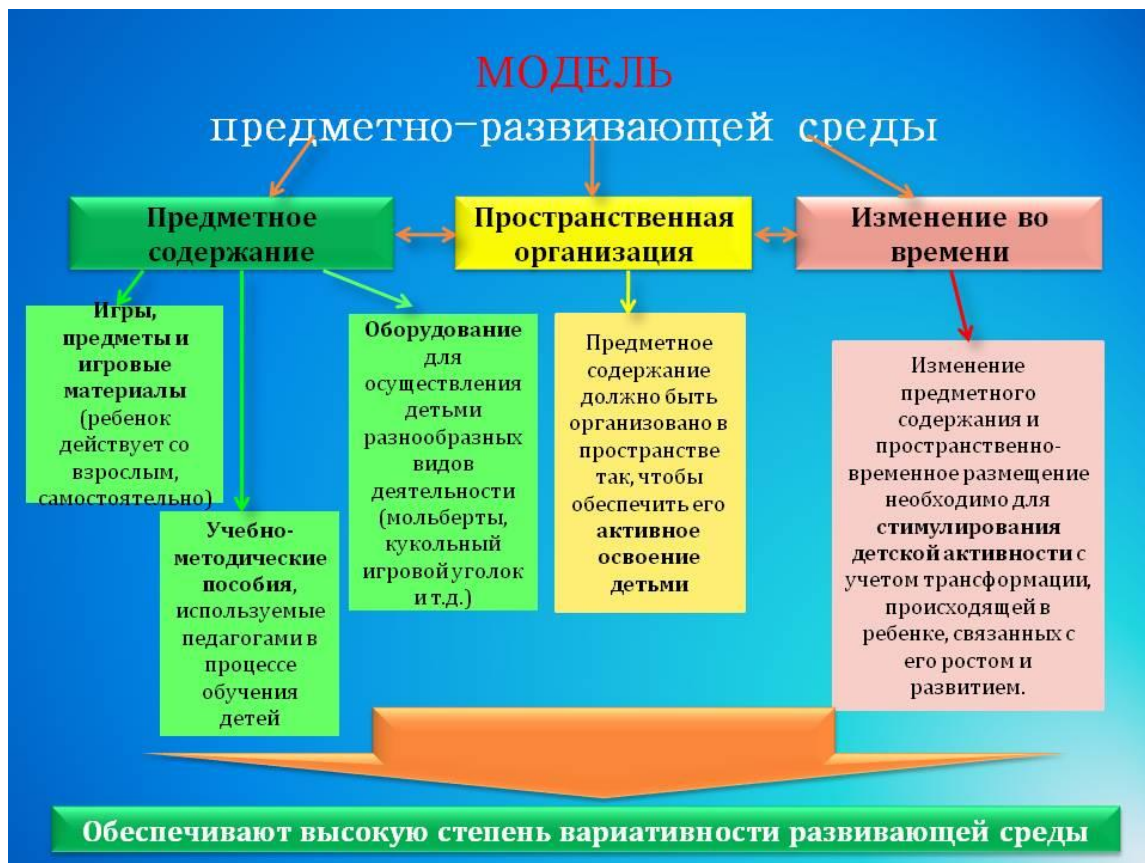 МОДЕЛЬ
предметно-развивающей среды
Предметное
содержание
Пространственная
организация
Изменение во
времени
Игры,
предметы и
игровые
материалы
(ребенок
действует со
взрослым,
самостоятельно)
Учебно-
методические
пособия,
используемые
педагогами в
процессе
обучения
детей
Оборудование
для
осуществления
детьми
разнообразных
видов
деятельности
(мольберты,
кукольный
игровой уголок
и т.д.)
Предметное
содержание
должно быть
организовано в
пространстве
так, чтобы
обеспечить его
активное
освоение
детьми
Изменение
предметного
содержания и
пространственно-
временное размещение
необходимо для
стимулирования
детской активности с
учетом трансформации,
происходящей в
ребенке, связанных с
его ростом и
развитием.
Обеспечивают высокую степень вариативности развивающей среды